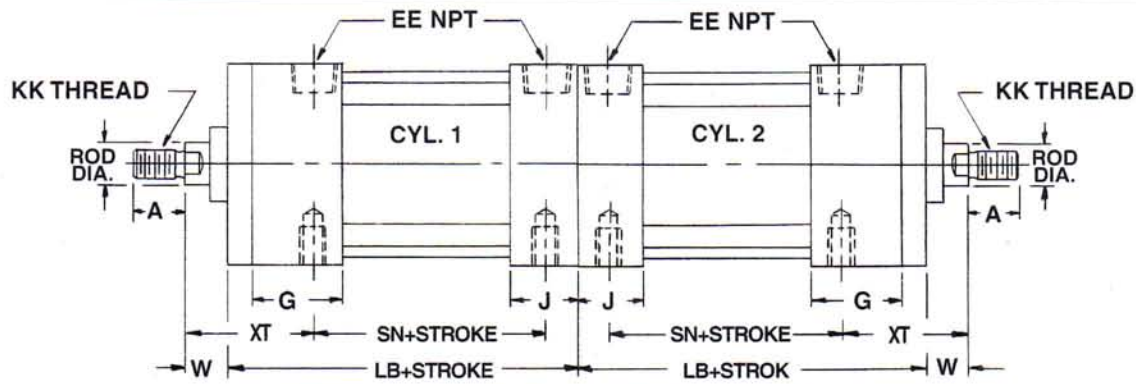 EE NPT EE NPT
KK THREAD KK THREAD
CYL. 1 CYL. 2
ROD DIA. ROD DIA.
A A
G J J G
XT SN+STROKE SN+STROKE XT
W LB+STROKE LB+STROK W